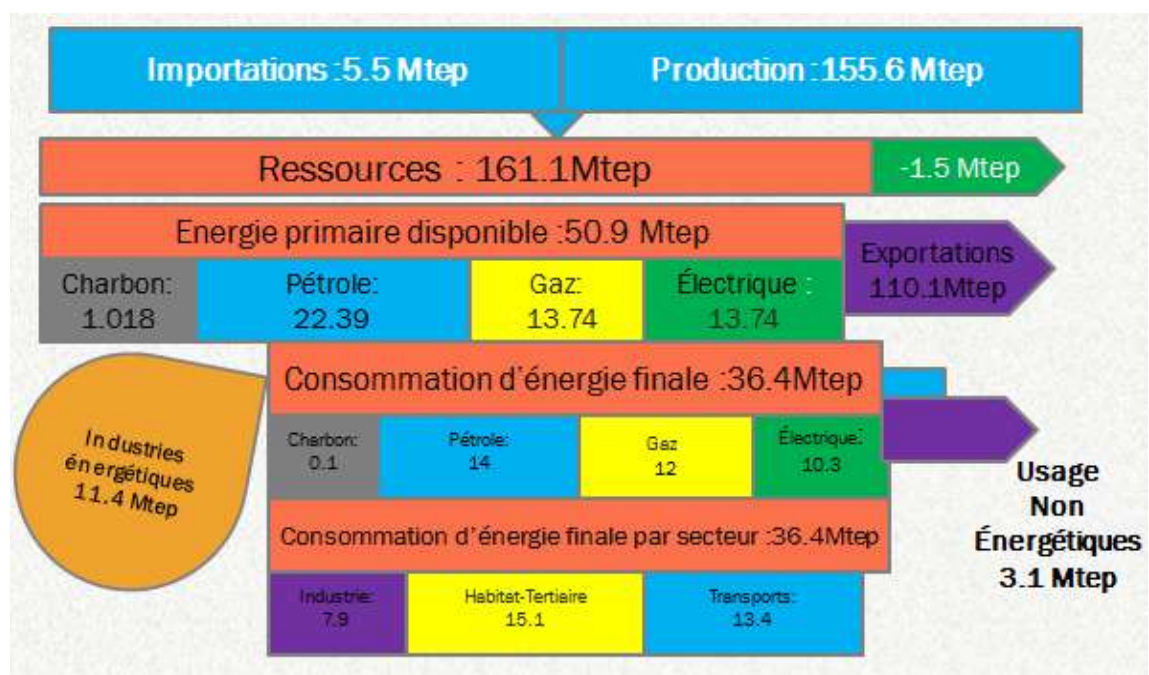 Importations :5.5 Mtep
Production :155.6 Mtep
Ressources : 161.1Mtep
-1.5 Mtep
Energie primaire disponible :50.9 Mtep
Exportations
110.1Mtep
Charbon:
1.018
Pétrole:
22.39
Gaz:
13.74
Électrique :
13.74
Consommation d’énergie finale :36.4Mtep
Charbon:
0.1
Pétrole:
14
Gaz
12
Électrique:
10.3
Industries
énergétiques
11.4 Mtep
Usage
Non
Énergétiques
3.1 Mtep
Consommation d’énergie finale par secteur :36.4Mtep
Industrie:
7.9
Habitat-Tertiaire
15.1
Transports:
13.4